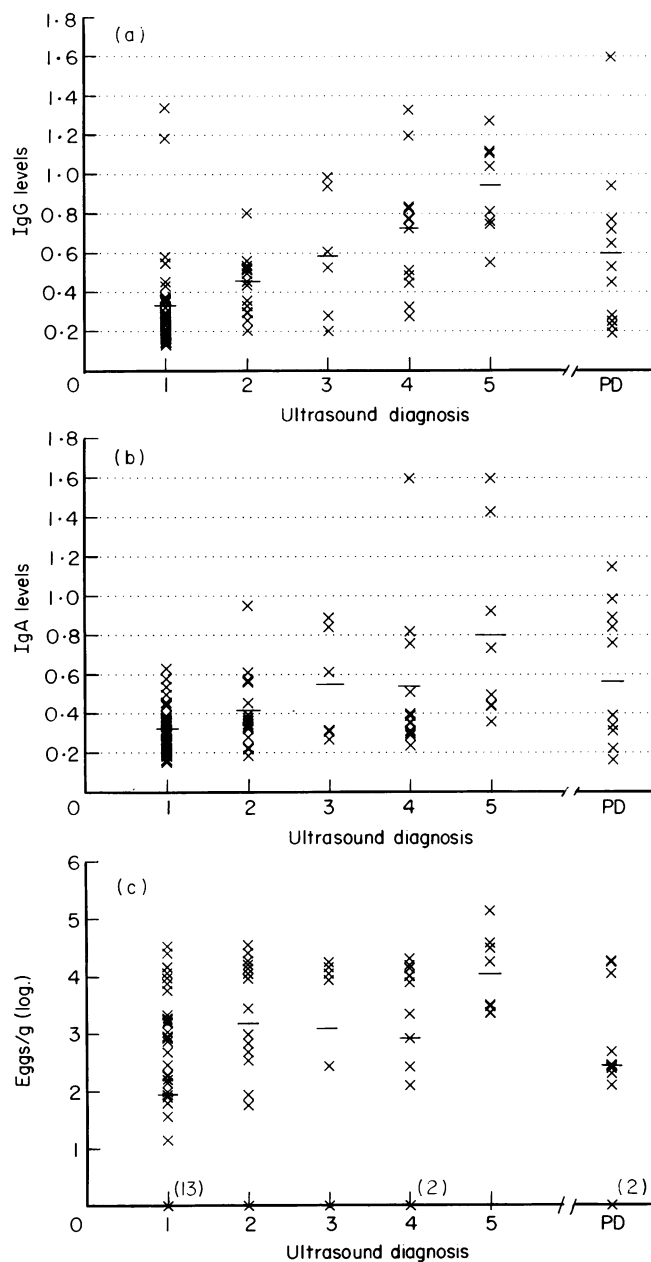 (a)
1·8
1·6
1·4
1·2
1·0
0·8
0·6
0·4
0·2
0
IgG levels
1 2 3 4 5 PD
Ultrasound diagnosis
(b)
1·8
1·6
1·4
1·2
1·0
0·8
0·6
0·4
0·2
0
IgA levels
1 2 3 4 5 PD
Ultrasound diagnosis
(c)
6
5
4
3
2
1
0
Eggs/g (log.)
(13) (2) (2)
1 2 3 4 5 PD
Ultrasound diagnosis